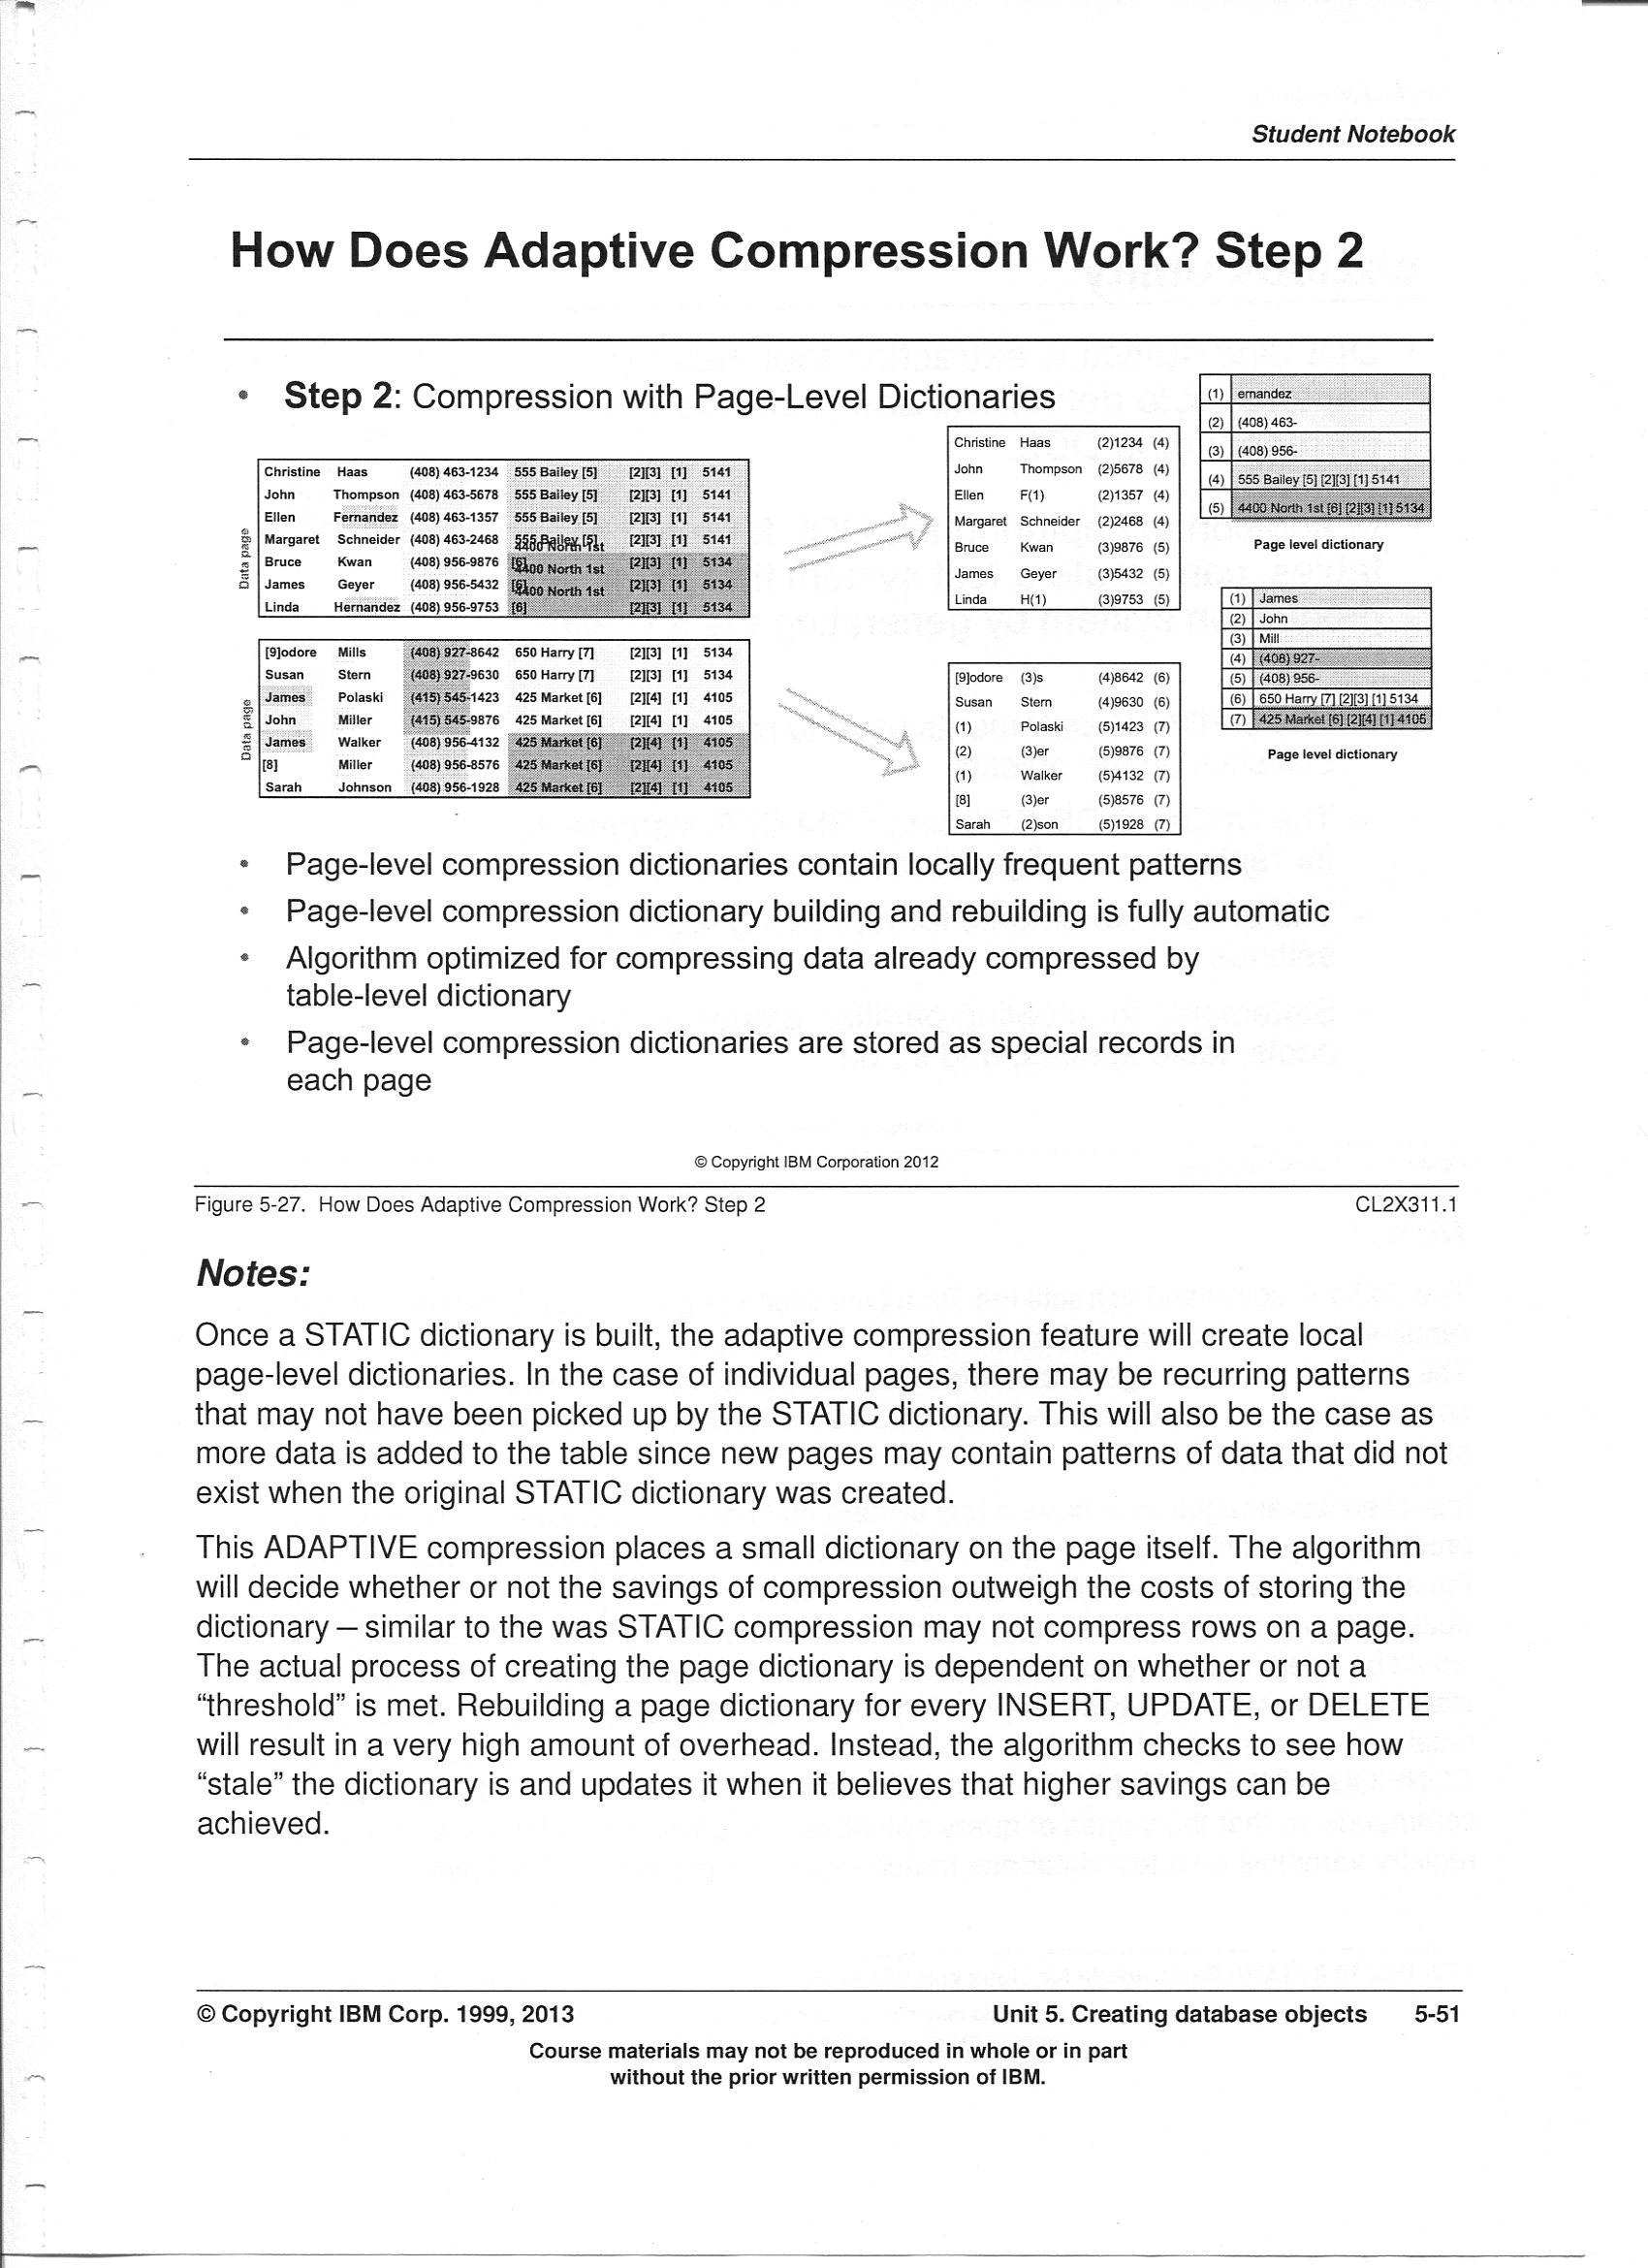 Student Notebook
How Does Adaptive Compression Work? Step 2
• Step 2: Compression with Page-Level Dictionaries
Data page
Christine Haas (408) 463-1234 555 Bailey [5] [2][3] [1] 5141
John Thompson (408) 463-5678 555 Bailey [5] [2][3] [1] 5141
Ellen Fernandez (408) 463-1357 555 Bailey [5] [2][3] [1] 5141
Margaret Schneider (408) 463-2468 555 Bailey [5] [2][3] [1] 5141
Bruce Kwan (408) 956-9876 4400 North 1st [6] [2][3] [1] 5134
James Geyer (408) 956-5432 4400 North 1st [6] [2][3] [1] 5134
Linda Hernandez (408) 956-9753 4400 North 1st [6] [2][3] [1] 5134
Christine Haas (2)1234 (4)
John Thompson (2)5678 (4)
Ellen F(1) (2)1357 (4)
Margaret Schneider (2)2468 (4)
Bruce Kwan (3)9876 (5)
James Geyer (3)5432 (5)
Linda H(1) (3)9753 (5)
(1) ernandez
(2) (408) 463-
(3) (408) 956-
(4) 555 Bailey [5] [2][3] [1] 5141
(5) 4400 North 1st [6] [2][3] [1] 5134
Page level dictionary
Data page
[9]odore Mills (408) 927-8642 650 Harry [7] [2][3] [1] 5134
Susan Stern (408) 927-9630 650 Harry [7] [2][3] [1] 5134
James Polaski (415) 545-1423 425 Market [6] [2][4] [1] 4105
John Miller (415) 545-9876 425 Market [6] [2][4] [1] 4105
James Walker (408) 956-4132 425 Market [6] [2][4] [1] 4105
[8] Miller (408) 956-8576 425 Market [6] [2][4] [1] 4105
Sarah Johnson (408) 956-1928 425 Market [6] [2][4] [1] 4105
[9]odore (3)s (4)8642 (6)
Susan Stern (4)9630 (6)
(1) Polaski (5)1423 (7)
(2) (3)er (5)9876 (7)
(1) Walker (5)4132 (7)
[8] (3)er (5)8576 (7)
Sarah (2)son (5)1928 (7)
(1) James
(2) John
(3) Mill
(4) (408) 927-
(5) (408) 956-
(6) 650 Harry [7] [2][3] [1] 5134
(7) 425 Market [6] [2][4] [1] 4105
Page level dictionary
• Page-level compression dictionaries contain locally frequent patterns
• Page-level compression dictionary building and rebuilding is fully automatic
• Algorithm optimized for compressing data already compressed by
table-level dictionary
• Page-level compression dictionaries are stored as special records in
each page
© Copyright IBM Corporation 2012
Figure 5-27. How Does Adaptive Compression Work? Step 2 CL2X311.1
Notes:
Once a STATIC dictionary is built, the adaptive compression feature will create local
page-level dictionaries. In the case of individual pages, there may be recurring patterns
that may not have been picked up by the STATIC dictionary. This will also be the case as
more data is added to the table since new pages may contain patterns of data that did not
exist when the original STATIC dictionary was created.
This ADAPTIVE compression places a small dictionary on the page itself. The algorithm
will decide whether or not the savings of compression outweigh the costs of storing the
dictionary – similar to the was STATIC compression may not compress rows on a page.
The actual process of creating the page dictionary is dependent on whether or not a
“threshold” is met. Rebuilding a page dictionary for every INSERT, UPDATE, or DELETE
will result in a very high amount of overhead. Instead, the algorithm checks to see how
“stale” the dictionary is and updates it when it believes that higher savings can be
achieved.
© Copyright IBM Corp. 1999, 2013 Unit 5. Creating database objects 5-51
Course materials may not be reproduced in whole or in part
without the prior written permission of IBM.